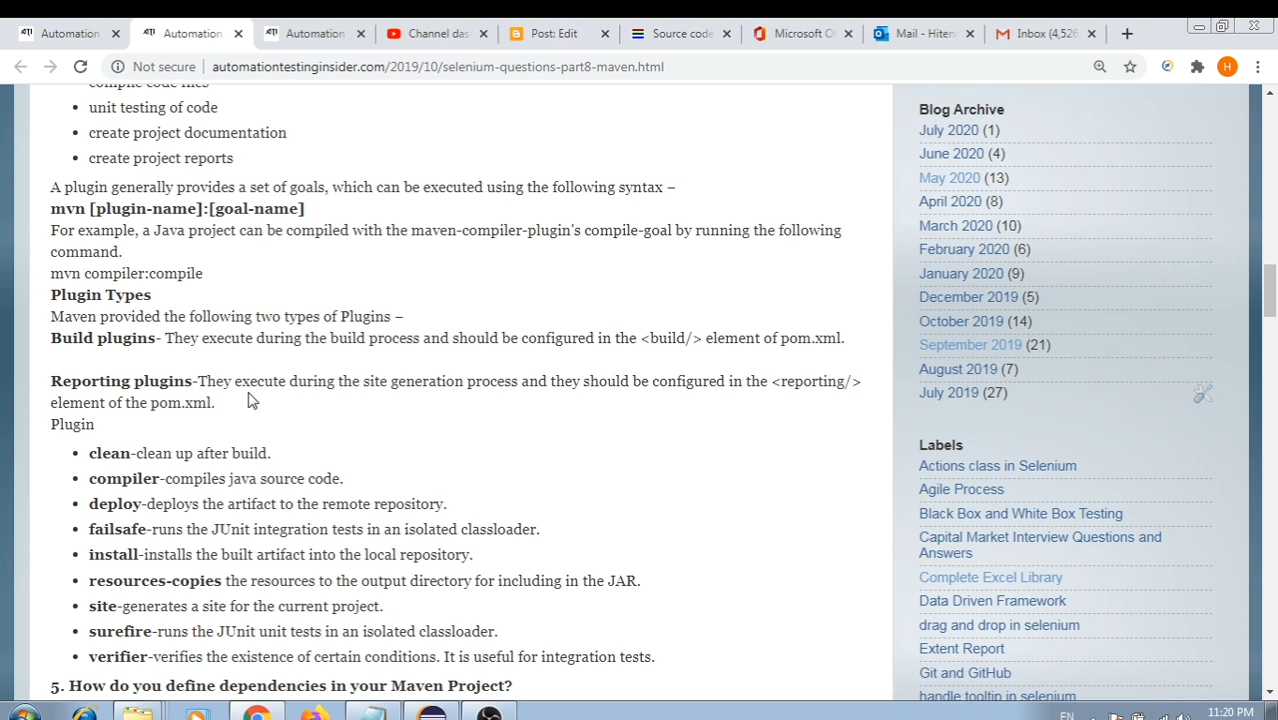 Automation
Automation
Automation
Channel das
Post: Edit
Source code
Microsoft Of
Mail - Hiten
Inbox (4,526
Not secure
automationtestinginsider.com/2019/10/selenium-questions-part8-maven.html
H
compile code files
• unit testing of code
• create project documentation
• create project reports
A plugin generally provides a set of goals, which can be executed using the following syntax –
mvn [plugin-name]:[goal-name]
For example, a Java project can be compiled with the maven-compiler-plugin's compile-goal by running the following
command.
mvn compiler:compile
Plugin Types
Maven provided the following two types of Plugins –
Build plugins- They execute during the build process and should be configured in the <build/> element of pom.xml.
Reporting plugins-They execute during the site generation process and they should be configured in the <reporting/>
element of the pom.xml.
Plugin
• clean-clean up after build.
• compiler-compiles java source code.
• deploy-deploys the artifact to the remote repository.
• failsafe-runs the JUnit integration tests in an isolated classloader.
• install-installs the built artifact into the local repository.
• resources-copies the resources to the output directory for including in the JAR.
• site-generates a site for the current project.
• surefire-runs the JUnit unit tests in an isolated classloader.
• verifier-verifies the existence of certain conditions. It is useful for integration tests.
5. How do you define dependencies in your Maven Project?
Blog Archive
July 2020 (1)
June 2020 (4)
May 2020 (13)
April 2020 (8)
March 2020 (10)
February 2020 (6)
January 2020 (9)
December 2019 (5)
October 2019 (14)
September 2019 (21)
August 2019 (7)
July 2019 (27)
Labels
Actions class in Selenium
Agile Process
Black Box and White Box Testing
Capital Market Interview Questions and
Answers
Complete Excel Library
Data Driven Framework
drag and drop in selenium
Extent Report
Git and GitHub
handle tooltip in selenium
EN
11:20 PM